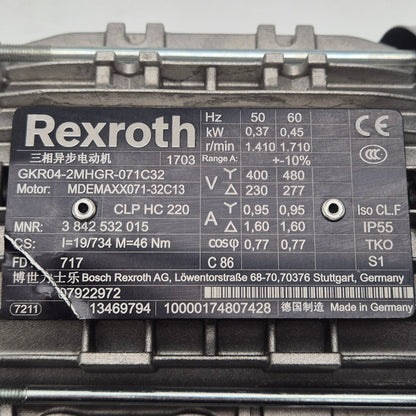 Rexroth
三相异步电动机 1703
GKR04-2MHGR-071C32
Motor: MDEMAXX071-32C13
CLP HC 220
MNR: 3 842 532 015
CS: I=19/734 M=46 Nm
FD 717
Hz 50 60
kW 0,37 0,45
r/min 1.410 1.710
Range A: +-10%
V Y 400 480
△ 230 277
A Y 0,95 0,95
△ 1,60 1,60
cosφ 0,77 0,77
C 86
CE
CCC
Iso CL.F
IP55
TKO
S1
博世力士乐 Bosch Rexroth AG, Löwentorstraße 68-70,70376 Stuttgart, Germany
07922972
7211 13469794 10000174807428 德国制造 Made in Germany